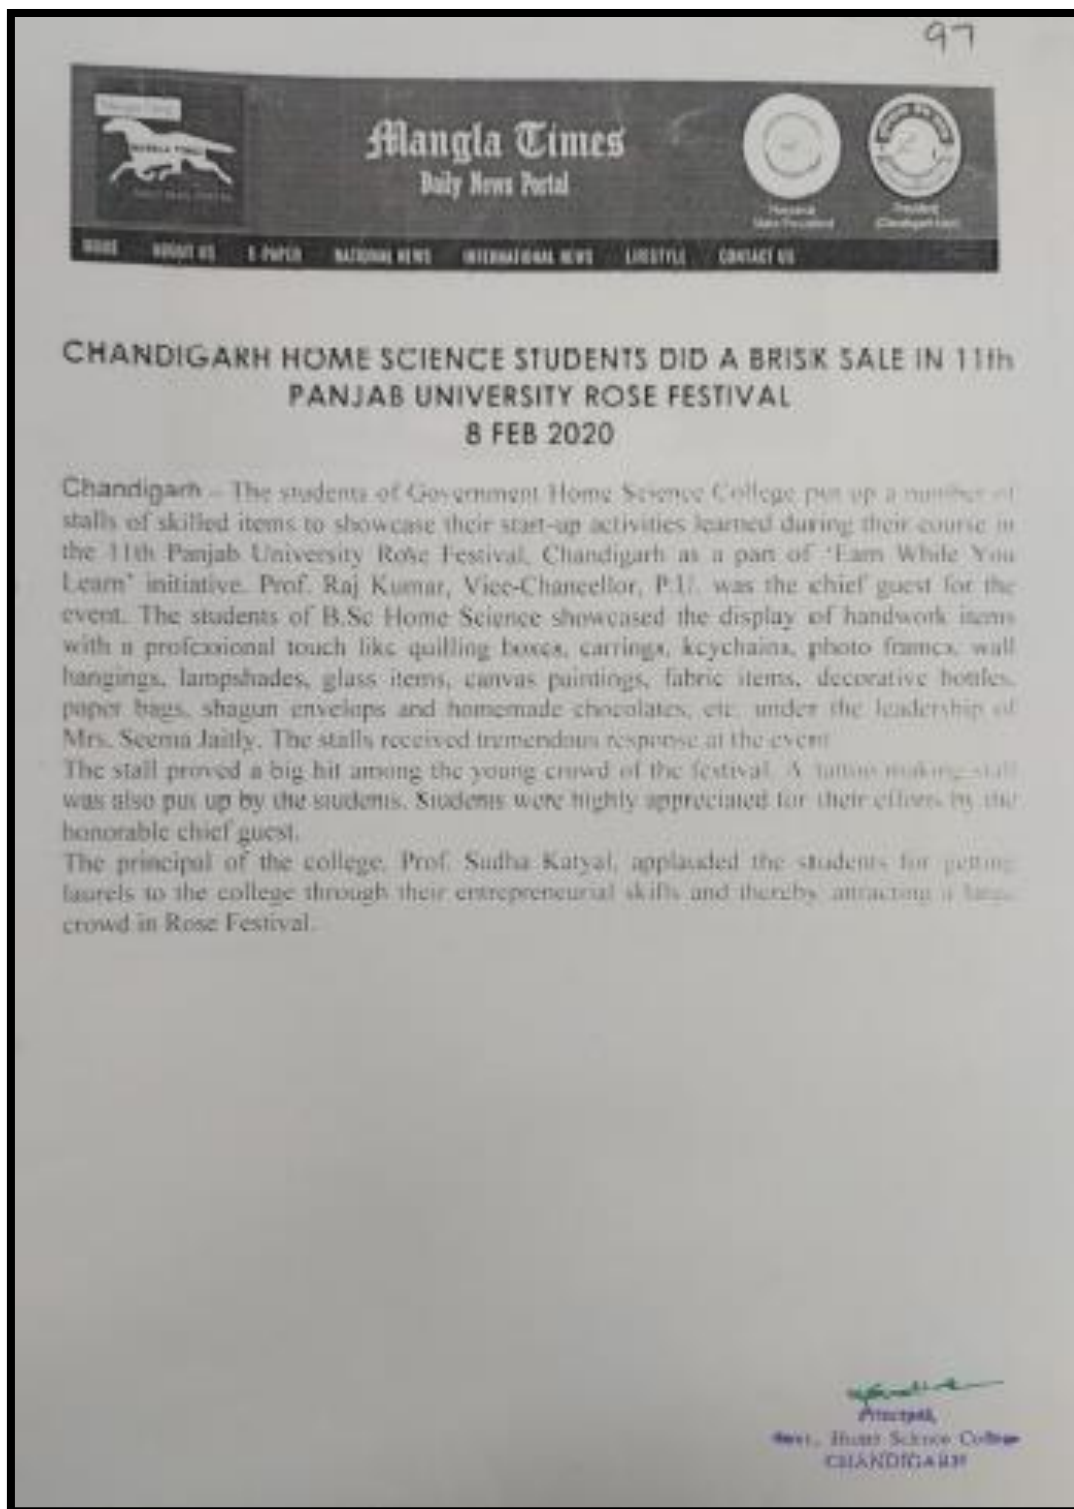 97
MANGLA TIMES
Mangla Times
Daily News Portal
State President
(Chandigarh
HOME ABOUT US E-PAPER NATIONAL NEWS INTERNATIONAL NEWS LIFESTYLE CONTACT US
CHANDIGARH HOME SCIENCE STUDENTS DID A BRISK SALE IN 11th
PANJAB UNIVERSITY ROSE FESTIVAL
8 FEB 2020
Chandigarh – The students of Government Home Science College put up a number of
stalls of skilled items to showcase their start-up activities learned during their course in
the 11th Panjab University Rose Festival, Chandigarh as a part of ‘Earn While You
Learn’ initiative. Prof. Raj Kumar, Vice-Chancellor, P.U. was the chief guest for the
event. The students of B.Sc Home Science showcased the display of handwork items
with a professional touch like quilling boxes, earrings, keychains, photo frames, wall
hangings, lampshades, glass items, canvas paintings, fabric items, decorative bottles,
paper bags, shagun envelops and homemade chocolates, etc. under the leadership of
Mrs. Seema Jaitly. The stalls received tremendous response at the event
The stall proved a big hit among the young crowd of the festival. A tattoo making stall
was also put up by the students. Students were highly appreciated for their efforts by the
honorable chief guest.
The principal of the college, Prof. Sudha Katyal, applauded the students for getting
laurels to the college through their entrepreneurial skills and thereby attracting a large
crowd in Rose Festival.
Principal,
Govt., Home Science College
CHANDIGARH